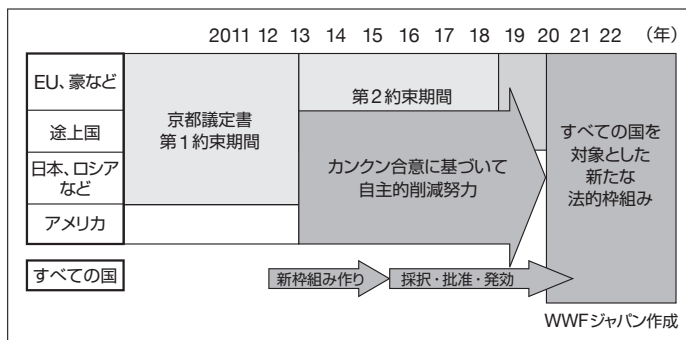 2011 12 13 14 15 16 17 18 19 20 21 22 （年）
EU、豪など
途上国
日本、ロシア
など
アメリカ
すべての国
京都議定書
第1約束期間
第2約束期間
カンクン合意に基づいて
自主的削減努力
すべての国を
対象とした
新たな
法的枠組み
新枠組み作り
採択・批准・発効
WWFジャパン作成